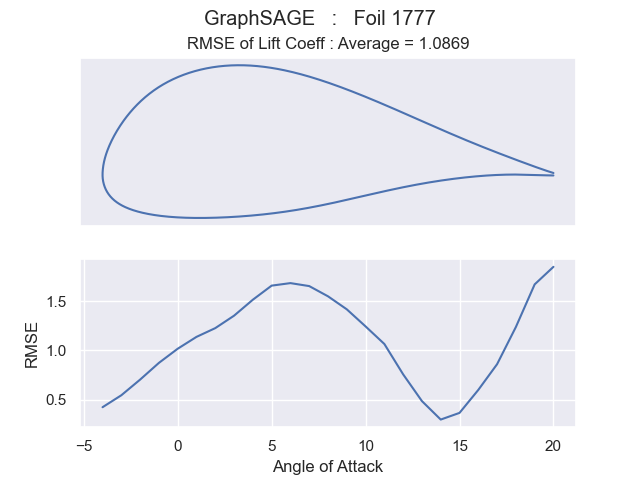 GraphSAGE   :   Foil 1777
RMSE of Lift Coeff : Average = 1.0869
RMSE
1.5
1.0
0.5
−5 0 5 10 15 20
Angle of Attack